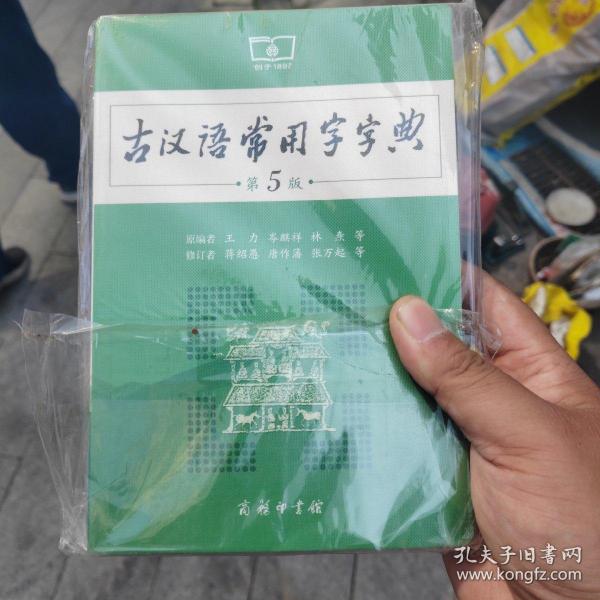 创于1897
古汉语常用字字典
第5版
原编者 王力 岑麒祥 林焘 等
修订者 蒋绍愚 唐作藩 张万起 等
商务印书馆
孔夫子旧书网
www.kongfz.com